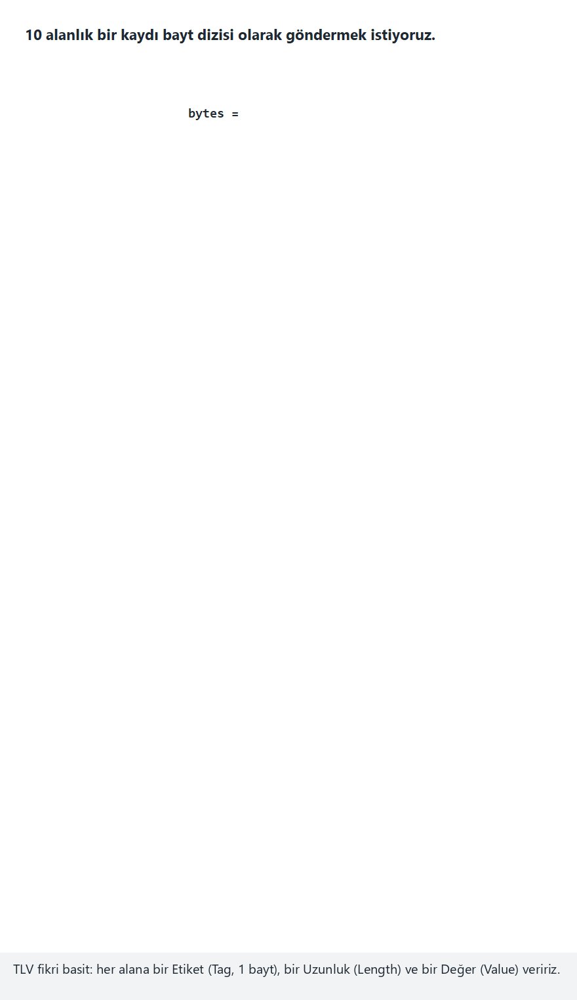 10 alanlık bir kaydı bayt dizisi olarak göndermek istiyoruz.
bytes =
TLV fikri basit: her alana bir Etiket (Tag, 1 bayt), bir Uzunluk (Length) ve bir Değer (Value) veririz.